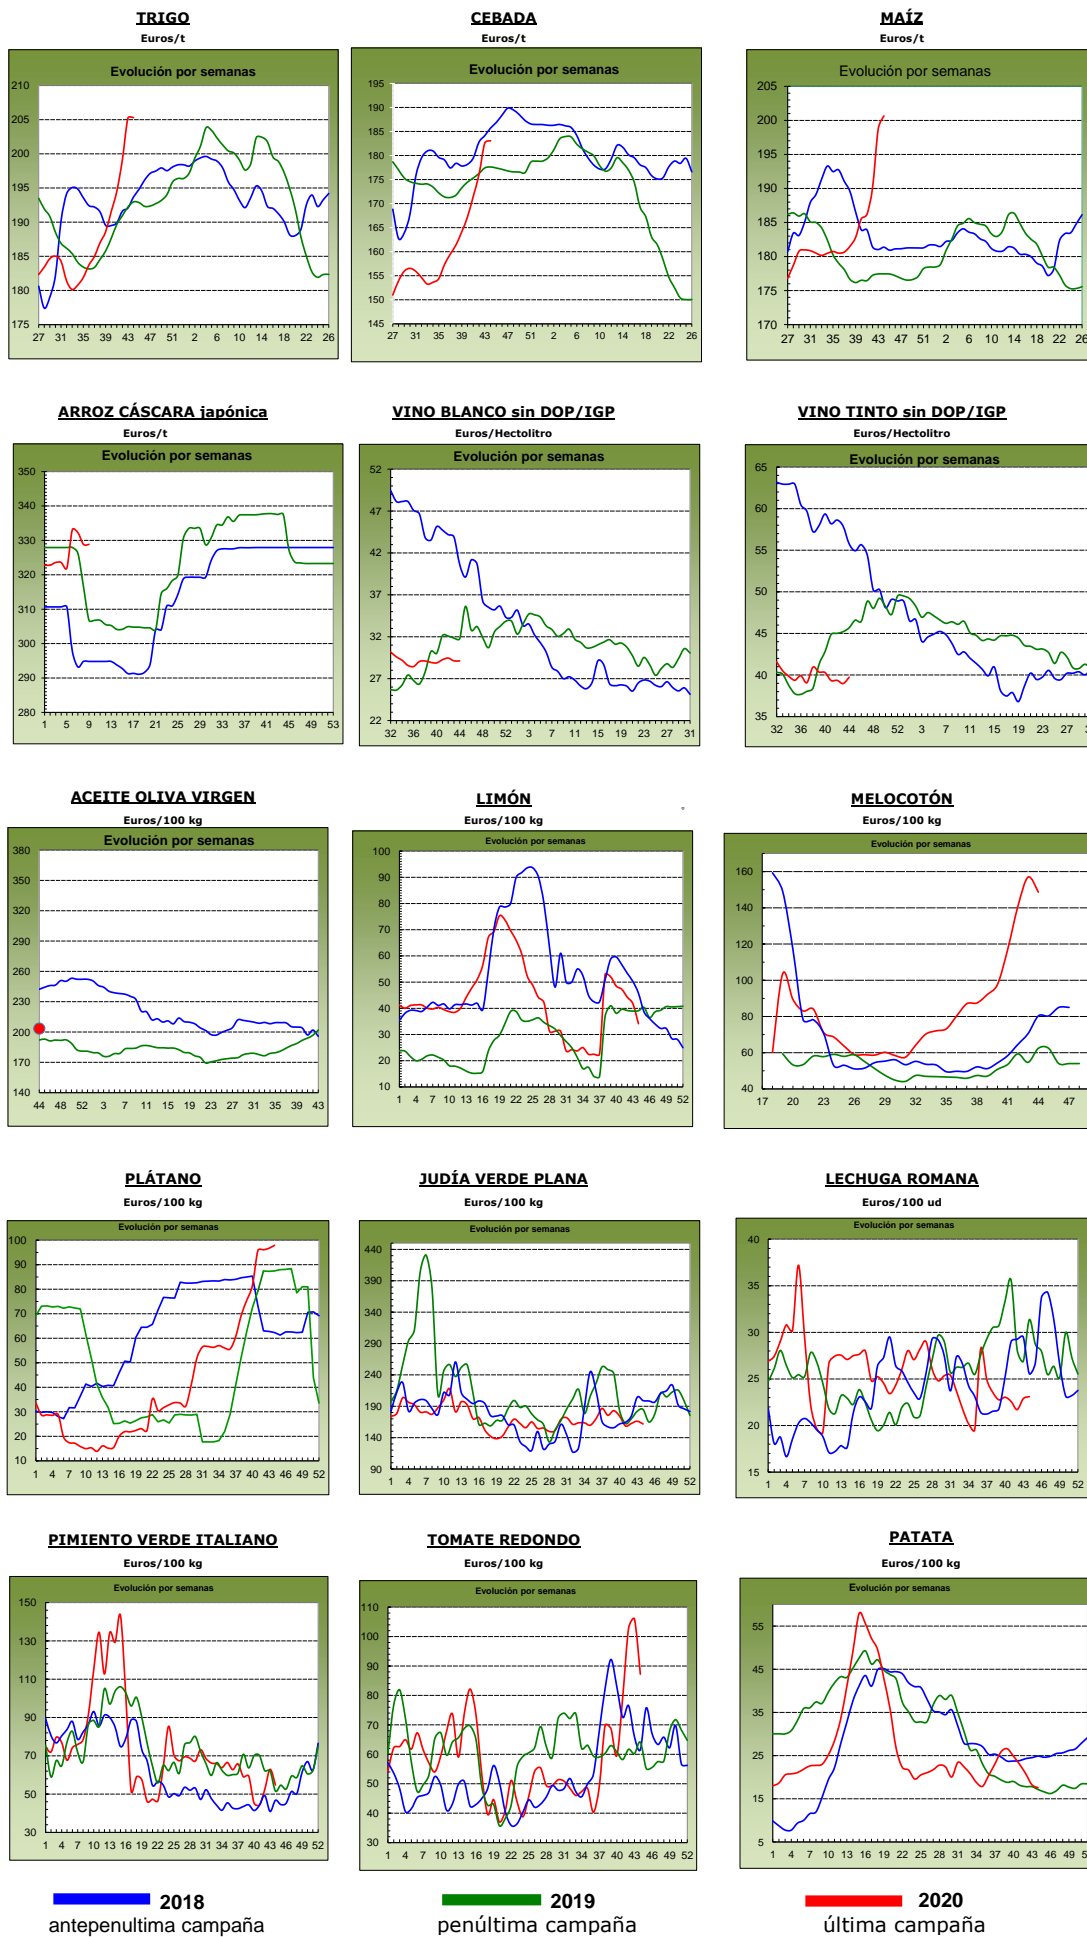 TRIGO
Euros/t
Evolución por semanas
210
205
200
195
190
185
180
175
27 31 35 39 43 47 51 2 6 10 14 18 22 26
CEBADA
Euros/t
Evolución por semanas
195
190
185
180
175
171
165
160
155
150
145
27 31 35 39 43 47 51 2 6 10 14 18 22 26
MAÍZ
Euros/t
Evolución por semanas
205
200
195
190
185
180
175
170
27 31 35 39 43 47 51 2 6 10 14 18 22 26
ARROZ CÁSCARA japónica
Euros/t
Evolución por semanas
350
340
330
320
310
300
290
280
1 5 9 13 17 21 25 29 33 37 41 45 49 53
VINO BLANCO sin DOP/IGP
Euros/Hectolitro
Evolución por semanas
52
47
42
37
32
27
22
32 36 40 44 48 52 3 7 11 15 19 23 27 31
VINO TINTO sin DOP/IGP
Euros/Hectolitro
Evolución por semanas
65
60
55
50
45
40
35
32 36 40 44 48 52 3 7 11 15 19 23 27
ACEITE OLIVA VIRGEN
Euros/100 kg
Evolución por semanas
380
350
320
290
260
230
200
170
140
44 48 52 3 7 11 15 19 23 27 31 35 39 43
LIMÓN
Euros/100 kg
Evolución por semanas
100
90
80
70
60
50
40
30
20
10
1 4 7 10 13 16 19 22 25 28 31 34 37 40 43 46 49 52
MELOCOTÓN
Euros/100 kg
Evolución por semanas
160
140
120
100
80
60
40
17 20 23 26 29 32 35 38 41 44 47
PLÁTANO
Euros/100 kg
Evolución por semanas
100
90
80
70
60
50
40
30
20
10
1 4 7 10 13 16 19 22 25 28 31 34 37 40 43 46 49 52
JUDÍA VERDE PLANA
Euros/100 kg
Evolución por semanas
440
390
340
290
240
190
140
90
1 4 7 10 13 16 19 22 25 28 31 34 37 40 43 46 49 52
LECHUGA ROMANA
Euros/100 ud
Evolución por semanas
40
35
30
25
20
15
1 4 7 10 13 16 19 22 25 28 31 34 37 40 43 46 49 52
PIMIENTO VERDE ITALIANO
Euros/100 kg
Evolución por semanas
150
130
110
90
70
50
30
1 4 7 10 13 16 19 22 25 28 31 34 37 40 43 46 49 52
TOMATE REDONDO
Euros/100 kg
Evolución por semanas
110
100
90
80
70
60
50
40
30
1 4 7 10 13 16 19 22 25 28 31 34 37 40 43 46 49 52
PATATA
Euros/100 kg
Evolución por semanas
55
45
35
25
15
5
1 4 7 10 13 16 19 22 25 28 31 34 37 40 43 46 49
2018
antepenultima campaña
2019
penúltima campaña
2020
última campaña